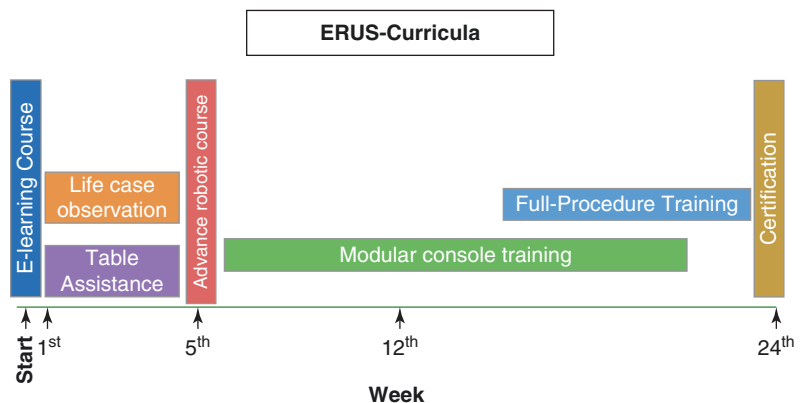 ERUS-Curricula
E-learning Course
Life case
observation
Table
Assistance
Advance robotic course
Modular console training
Full-Procedure Training
Certification
Start
1st
5th
12th
24th
Week